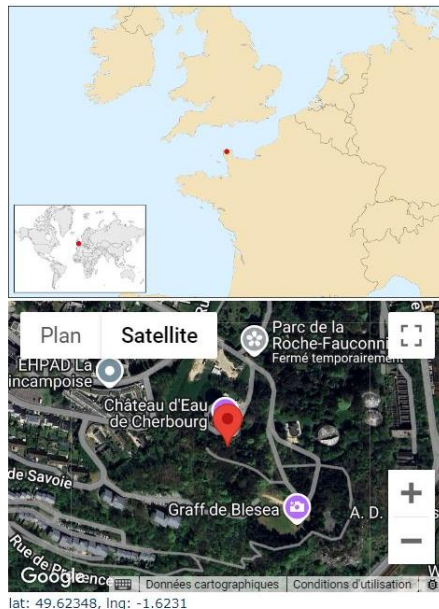 Plan
Satellite
Parc de la
Roche-Fauconni
Fermé temporairement
EHPAD La
incampoise
Château d'Eau
de Cherbourg
de Savoie
Graff de Blesea
A. D.
Rue de Provence
Google
Données cartographiques
Conditions d'utilisation
lat: 49.62348, lng: -1.6231